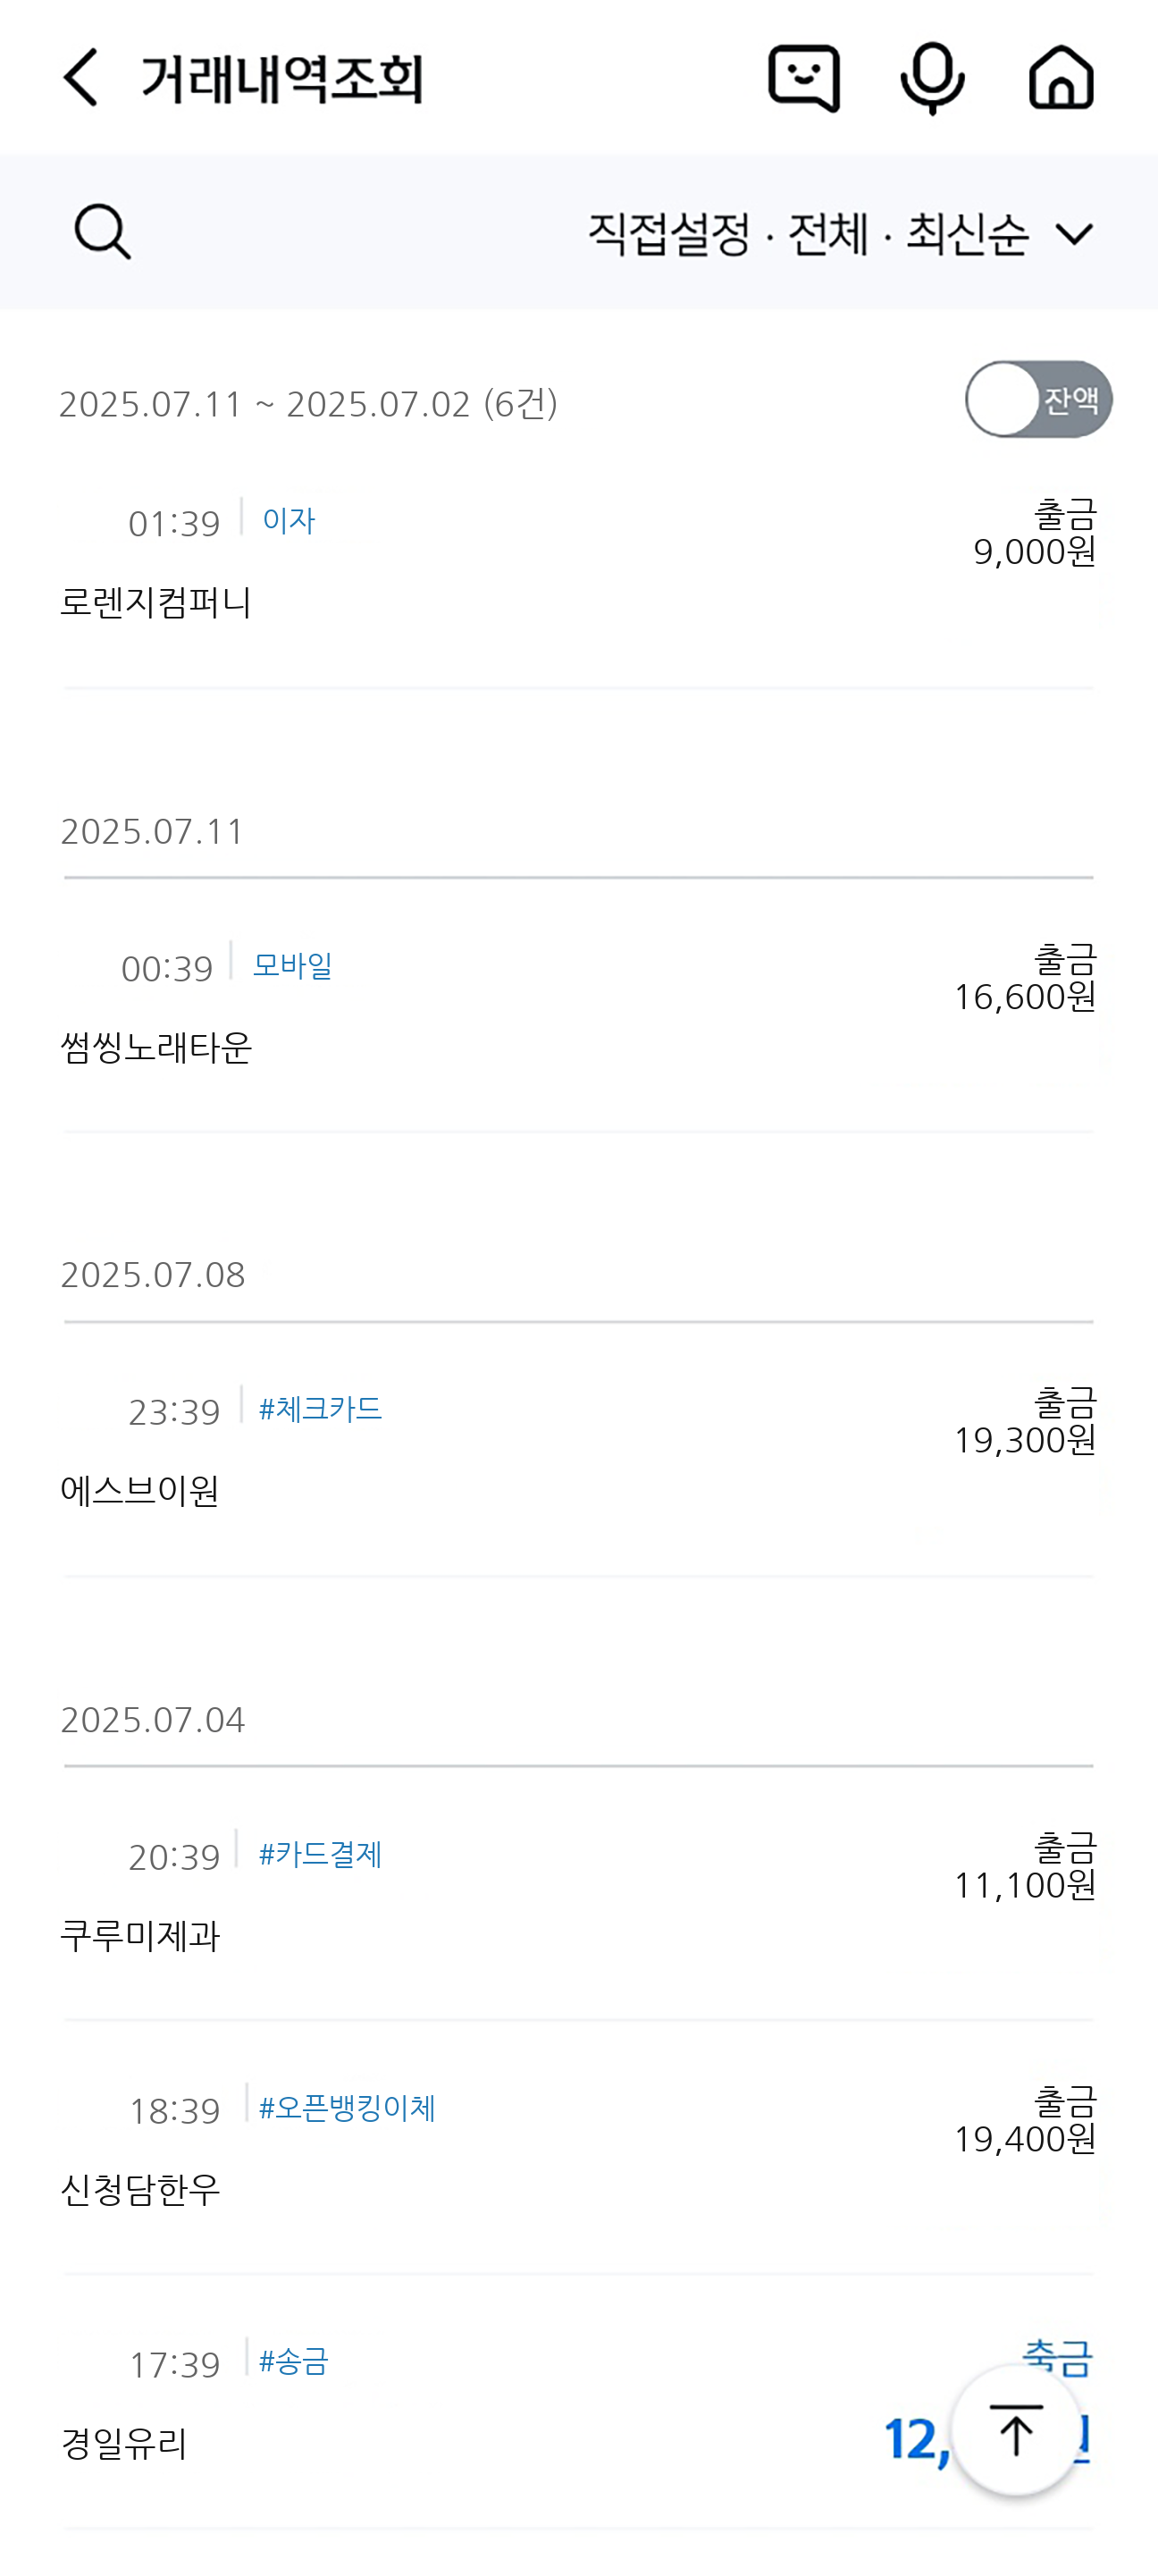 거래내역조회
직접설정 · 전체 · 최신순
2025.07.11 ~ 2025.07.02 (6건)
잔액
01:39 이자
출금
9,000원
로렌지컴퍼니
2025.07.11
00:39 모바일
출금
16,600원
썸씽노래타운
2025.07.08
23:39 #체크카드
출금
19,300원
에스브이원
2025.07.04
20:39 #카드결제
출금
11,100원
쿠루미제과
18:39 #오픈뱅킹이체
출금
19,400원
신청담한우
17:39 #송금
12,
경일유리